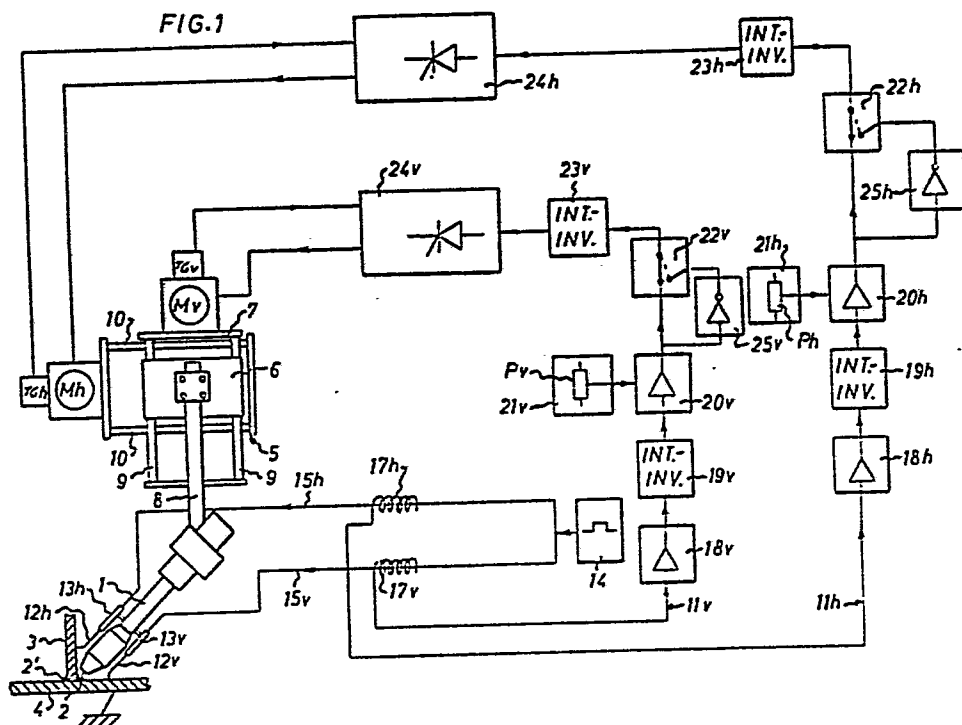 FIG.1
24h
INT.-
INV.
23h
22h
25h
24v
23v
INT.-
INV.
22v
25v
21h
Ph
20h
TGv
Mv
7
10
6
TGh
Mh
5
10
9
9
8
Pv
21v
20v
INT.-
INV.
19h
INT.-
INV.
19v
18h
18v
15h
17h
14
15v
17v
11v
11h
1
13h
12h
3
13v
12v
2'
4
2